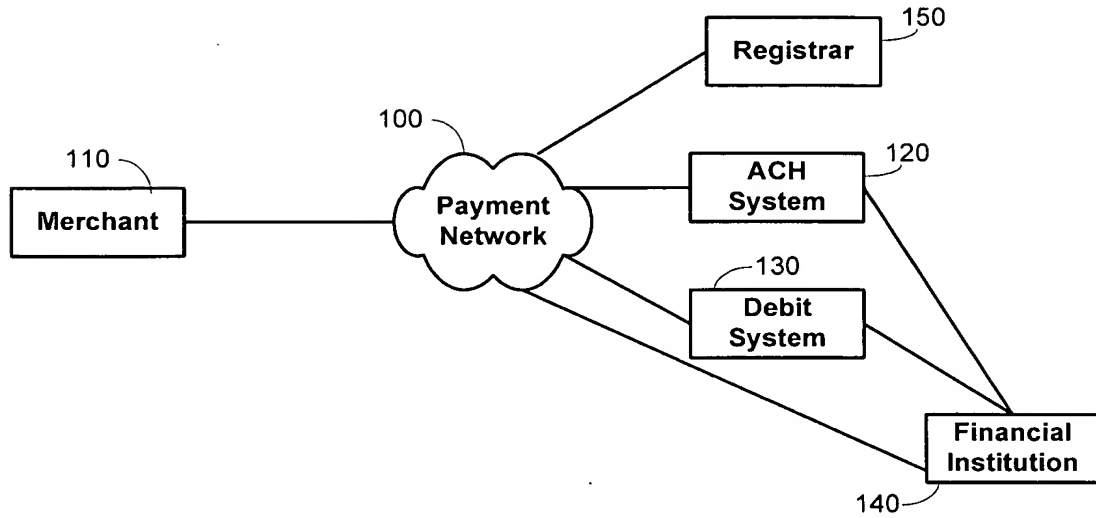 150
Registrar
100
110
ACH
System
120
Merchant
Payment
Network
130
Debit
System
Financial
Institution
140